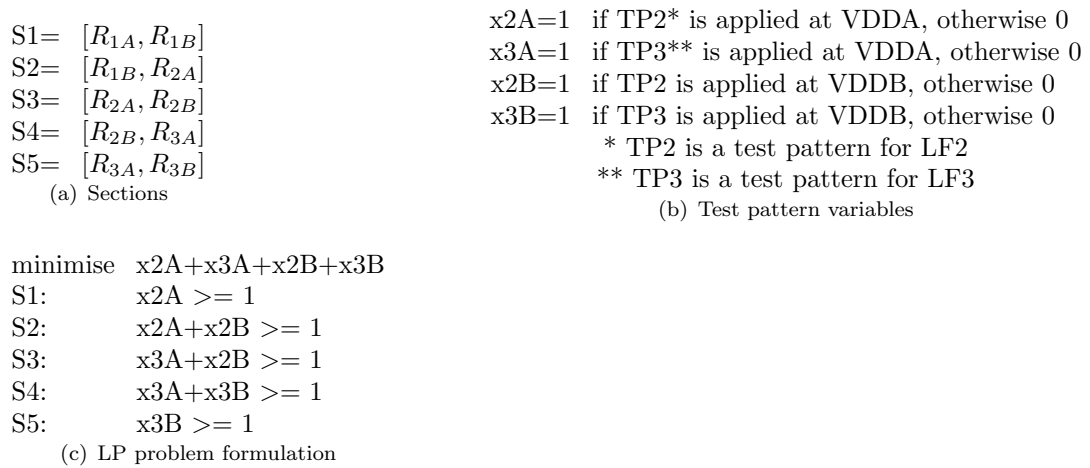 S1= [R1A, R1B]
S2= [R1B, R2A]
S3= [R2A, R2B]
S4= [R2B, R3A]
S5= [R3A, R3B]
(a) Sections
x2A=1 if TP2* is applied at VDDA, otherwise 0
x3A=1 if TP3** is applied at VDDA, otherwise 0
x2B=1 if TP2 is applied at VDDB, otherwise 0
x3B=1 if TP3 is applied at VDDB, otherwise 0
* TP2 is a test pattern for LF2
** TP3 is a test pattern for LF3
(b) Test pattern variables
minimise x2A+x3A+x2B+x3B
S1: x2A >= 1
S2: x2A+x2B >= 1
S3: x3A+x2B >= 1
S4: x3A+x3B >= 1
S5: x3B >= 1
(c) LP problem formulation